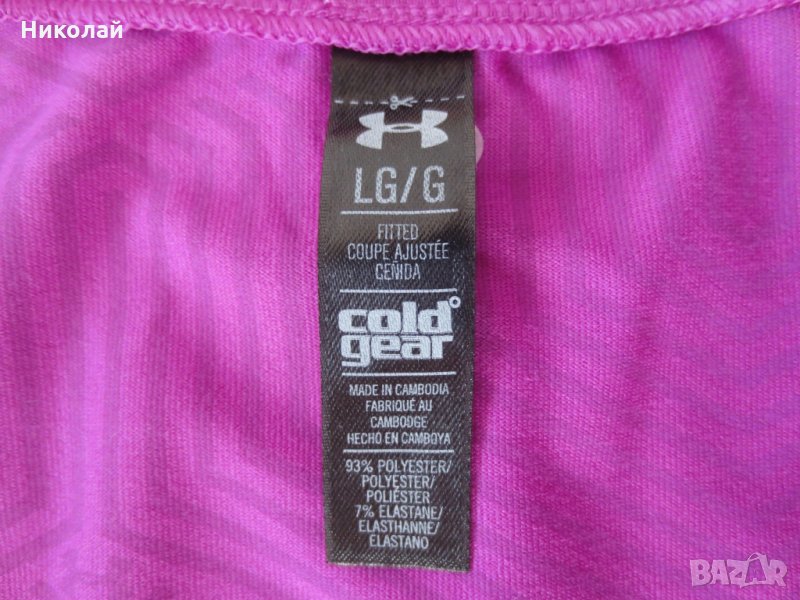 Николай
LG/G
FITTED
COUPE AJUSTÉE
CEÑIDA
cold°
gear
MADE IN CAMBODIA
FABRIQUÉ AU
CAMBODGE
HECHO EN CAMBOYA
93% POLYESTER/
POLYESTER/
POLIÉSTER
7% ELASTANE/
ELASTHANNE/
ELASTANO
BAZAR